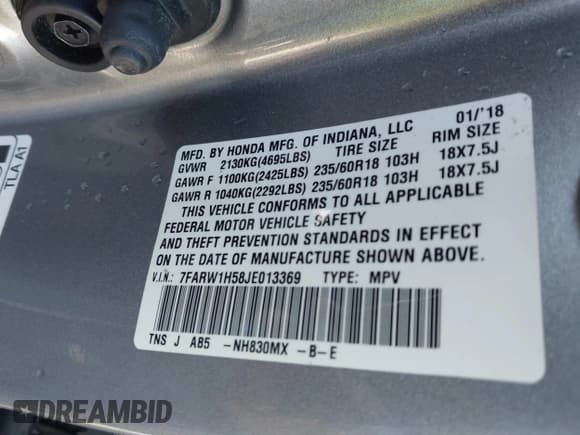 TLA A1
MFD. BY HONDA MFG. OF INDIANA, LLC 01/'18
GVWR 2130KG(4695LBS) TIRE SIZE RIM SIZE
GAWR F 1100KG(2425LBS) 235/60R18 103H 18X7.5J
GAWR R 1040KG(2292LBS) 235/60R18 103H 18X7.5J
THIS VEHICLE CONFORMS TO ALL APPLICABLE
FEDERAL MOTOR VEHICLE SAFETY
AND THEFT PREVENTION STANDARDS IN EFFECT
ON THE DATE OF MANUFACTURE SHOWN ABOVE.
V.I.N.: 7FARW1H58JE013369 TYPE: MPV
TNS J AB5 -NH830MX -B-E
DREAMBID